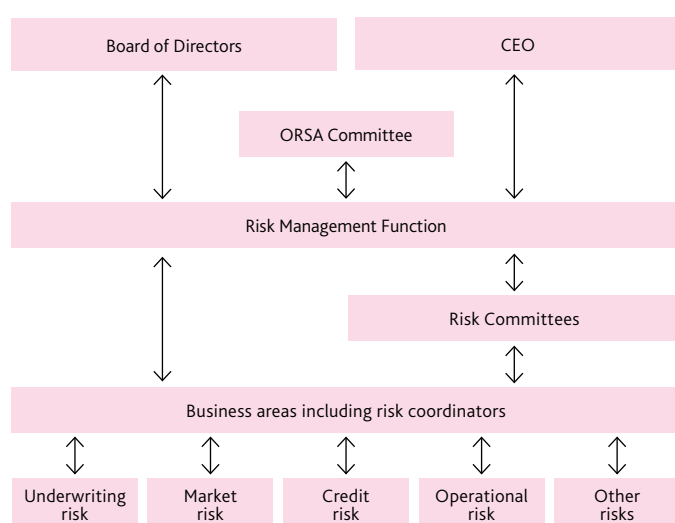 Board of Directors
CEO
ORSA Committee
Risk Management Function
Risk Committees
Business areas including risk coordinators
Underwriting
risk
Market
risk
Credit
risk
Operational
risk
Other
risks